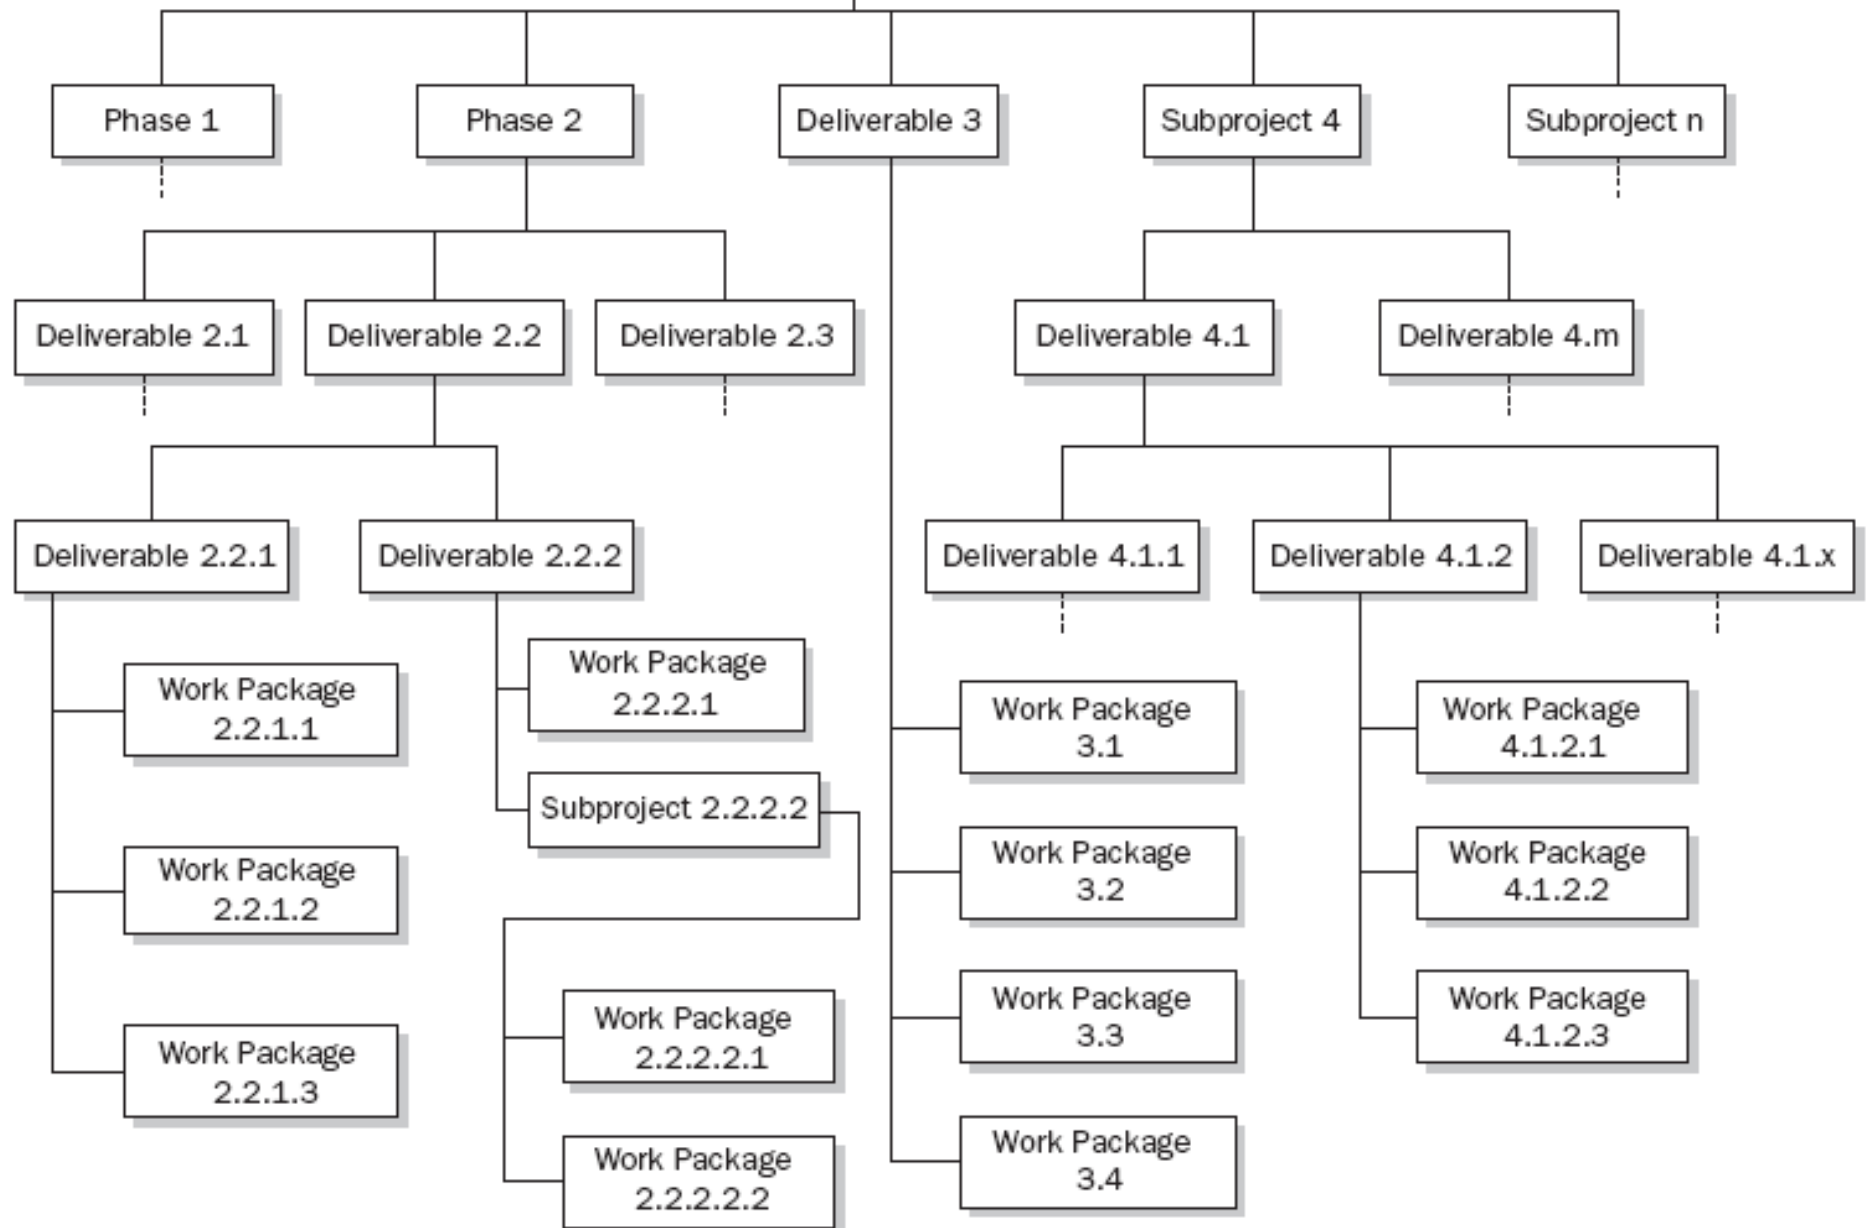 Phase 1
Phase 2
Deliverable 3
Subproject 4
Subproject n
Deliverable 2.1
Deliverable 2.2
Deliverable 2.3
Deliverable 4.1
Deliverable 4.m
Deliverable 2.2.1
Deliverable 2.2.2
Deliverable 4.1.1
Deliverable 4.1.2
Deliverable 4.1.x
Work Package
2.2.1.1
Work Package
2.2.1.2
Work Package
2.2.1.3
Work Package
2.2.2.1
Subproject 2.2.2.2
Work Package
2.2.2.2.1
Work Package
2.2.2.2.2
Work Package
3.1
Work Package
3.2
Work Package
3.3
Work Package
3.4
Work Package
4.1.2.1
Work Package
4.1.2.2
Work Package
4.1.2.3